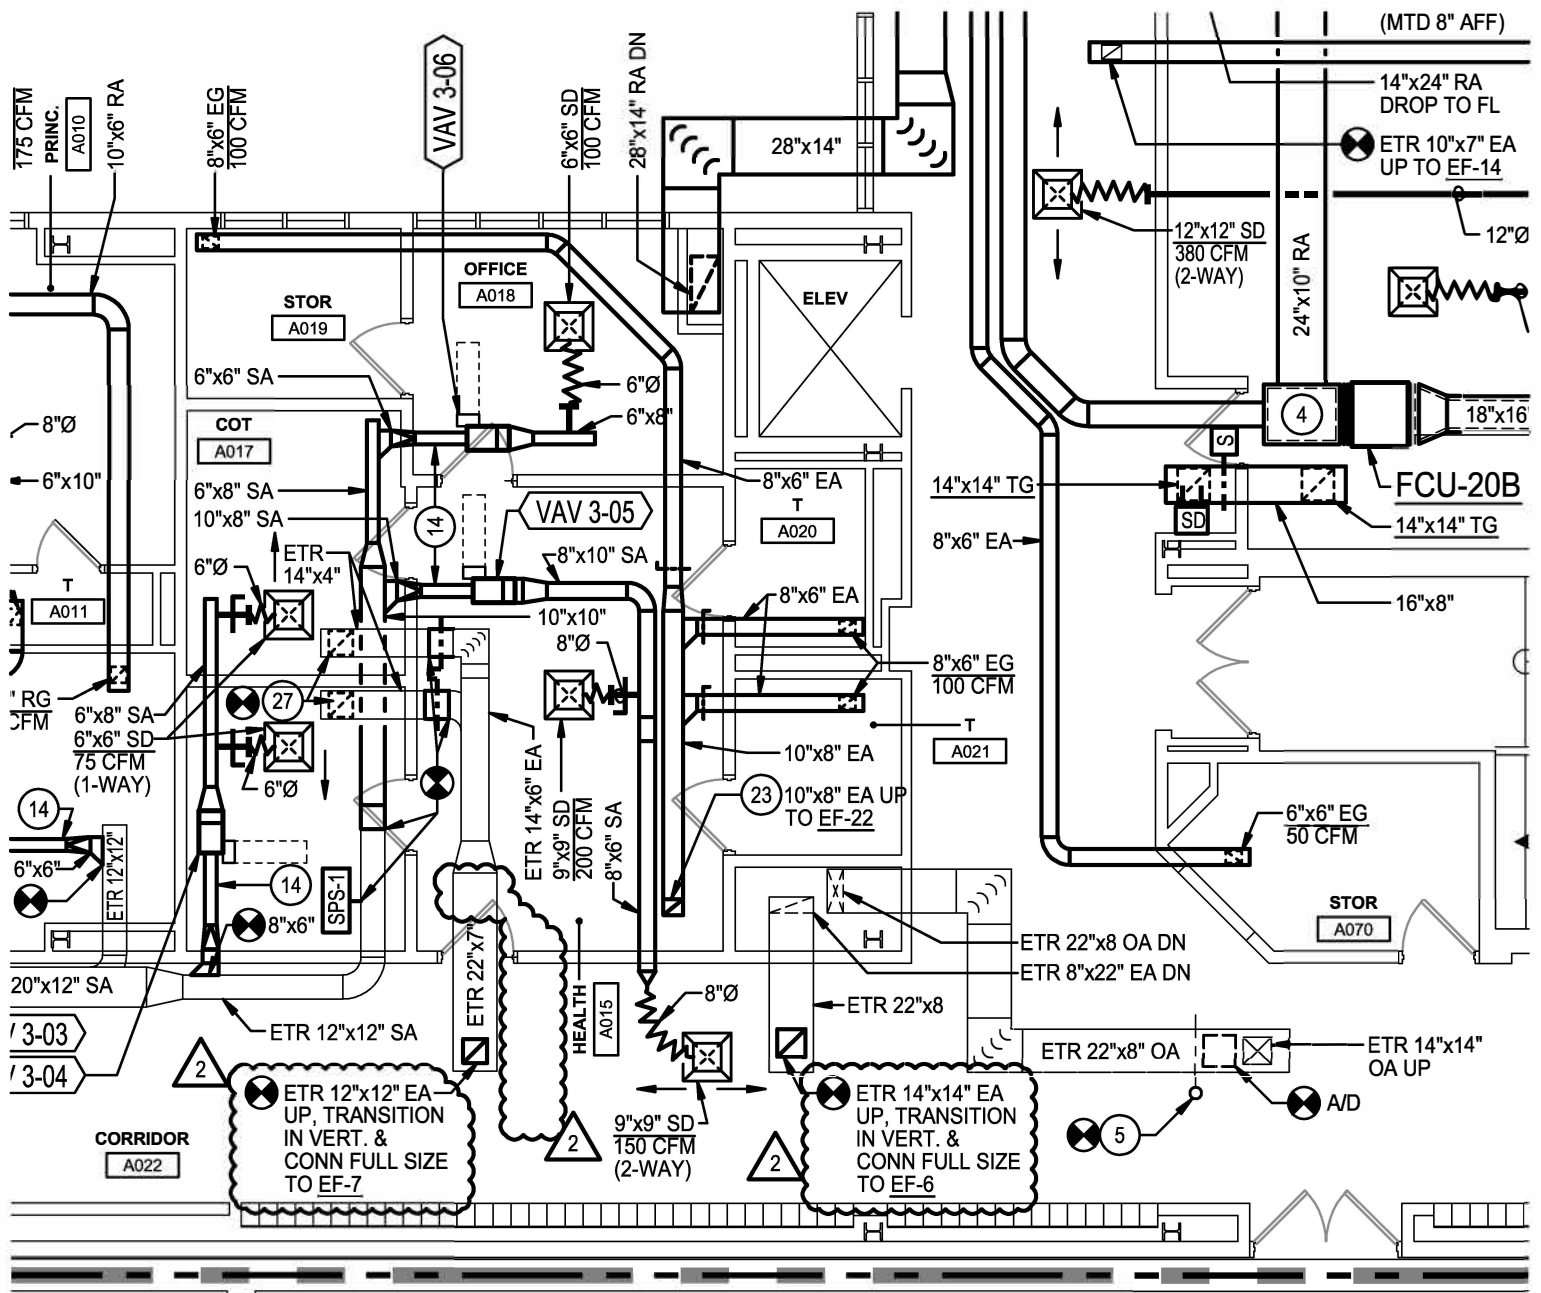 175 CFM
PRINC.
A010
10"x6" RA
8"x6" EG
100 CFM
VAV 3-06
6"x6" SD
100 CFM
28"x14" RA DN
28"x14"
(MTD 8" AFF)
14"x24" RA
DROP TO FL
ETR 10"x7" EA
UP TO EF-14
12"x12" SD
380 CFM
(2-WAY)
12"Ø
24"x10" RA
OFFICE
A018
STOR
A019
ELEV
6"x6" SA
6"Ø
6"x8"
8"Ø
COT
A017
4
18"x16"
S
6"x10"
6"x8" SA
10"x8" SA
14
VAV 3-05
8"x6" EA
T
A020
14"x14" TG
FCU-20B
SD
14"x14" TG
8"x6" EA
ETR
14"x4"
8"x10" SA
6"Ø
T
A011
8"x6" EA
16"x8"
10"x10"
8"Ø
8"x6" EG
100 CFM
" RG
CFM
6"x8" SA
27
6"x6" SD
75 CFM
(1-WAY)
T
A021
10"x8" EA
6"Ø
14
23
10"x8" EA UP
TO EF-22
6"x6" EG
50 CFM
ETR 14"x6" EA
9"x9" SD
200 CFM
8"x6" SA
6"x6"
ETR 12"x12"
14
8"x6"
SPS-1
STOR
A070
ETR 22"x7"
ETR 22"x8 OA DN
ETR 8"x22" EA DN
20"x12" SA
8"Ø
ETR 22"x8
HEALTH
A015
V 3-03
ETR 12"x12" SA
ETR 22"x8" OA
ETR 14"x14"
OA UP
V 3-04
2
ETR 12"x12" EA
UP, TRANSITION
IN VERT. &
CONN FULL SIZE
TO EF-7
ETR 14"x14" EA
UP, TRANSITION
IN VERT. &
CONN FULL SIZE
TO EF-6
A/D
5
9"x9" SD
150 CFM
(2-WAY)
2
2
CORRIDOR
A022